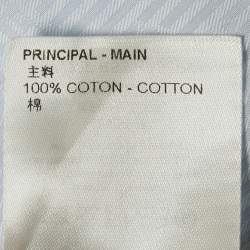 PRINCIPAL - MAIN
主料
100% COTON - COTTON
棉